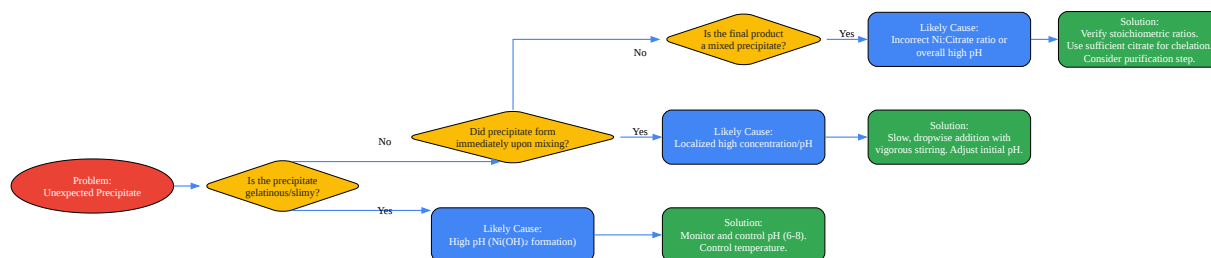 Problem:
Unexpected Precipitate
Is the precipitate
gelatinous/slimy?
Yes
Likely Cause:
High pH (Ni(OH)₂ formation)
Solution:
Monitor and control pH (6-8).
Control temperature.
No
Did precipitate form
immediately upon mixing?
Yes
Likely Cause:
Localized high concentration/pH
Solution:
Slow, dropwise addition with
vigorous stirring. Adjust initial pH.
No
Is the final product
a mixed precipitate?
Yes
Likely Cause:
Incorrect Ni:Citrate ratio or
overall high pH
Solution:
Verify stoichiometric ratios.
Use sufficient citrate for chelation.
Consider purification step.